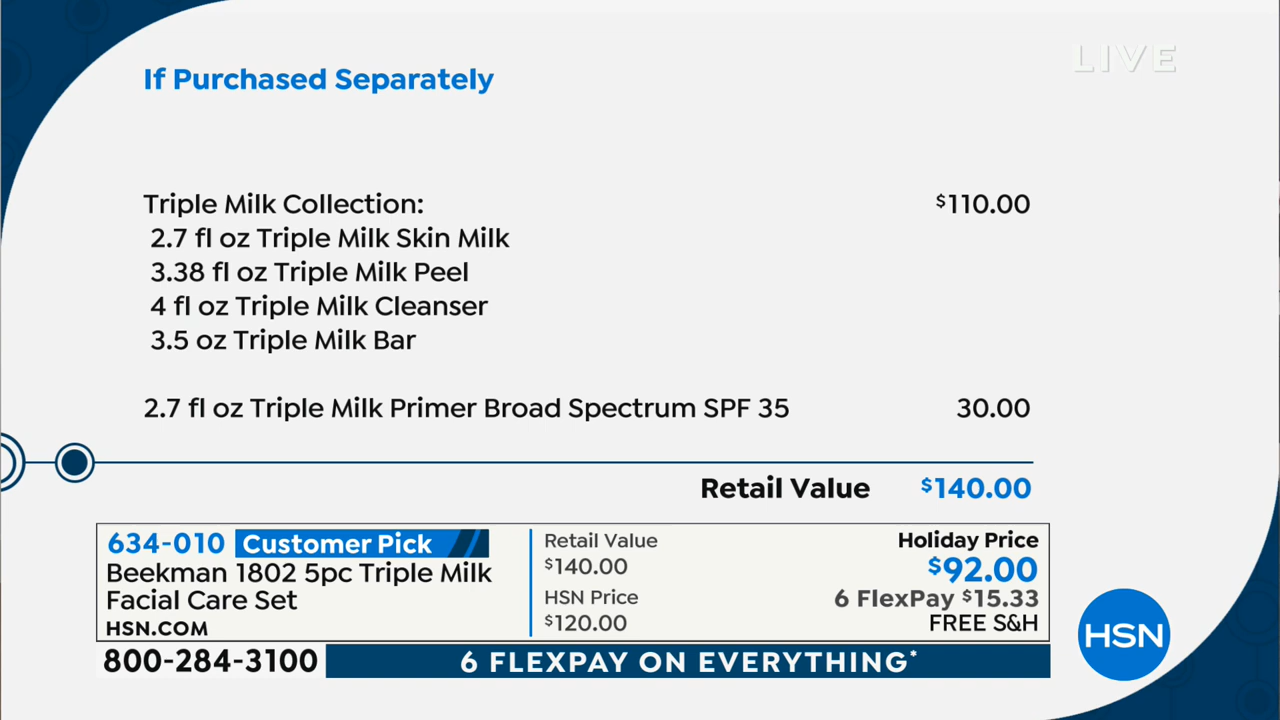 LIVE
If Purchased Separately
Triple Milk Collection: $110.00
2.7 fl oz Triple Milk Skin Milk
3.38 fl oz Triple Milk Peel
4 fl oz Triple Milk Cleanser
3.5 oz Triple Milk Bar
2.7 fl oz Triple Milk Primer Broad Spectrum SPF 35 30.00
Retail Value $140.00
634-010 Customer Pick
Beekman 1802 5pc Triple Milk
Facial Care Set
HSN.COM
Retail Value
$140.00
HSN Price
$120.00
Holiday Price
$92.00
6 FlexPay $15.33
FREE S&H
HSN
800-284-3100 6 FLEXPAY ON EVERYTHING*